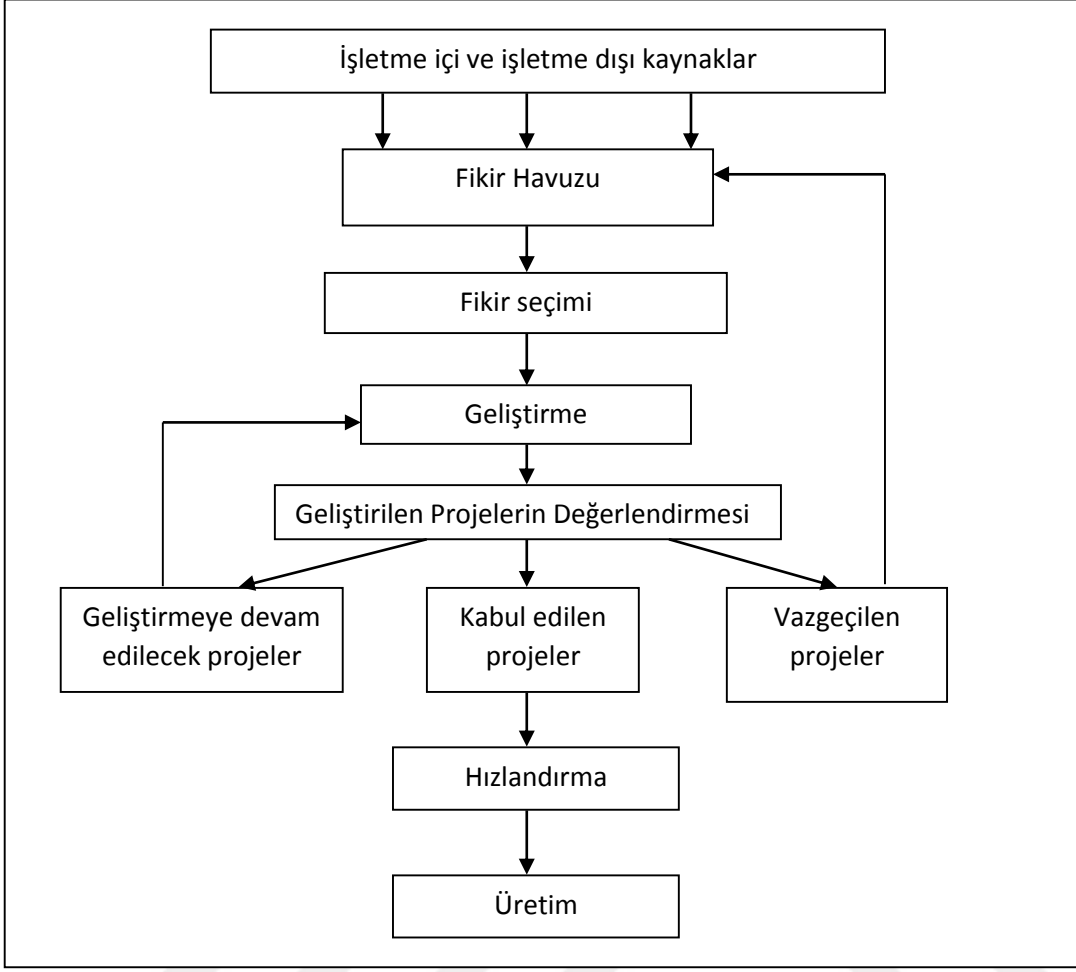 İşletme içi ve işletme dışı kaynaklar
Fikir Havuzu
Fikir seçimi
Geliştirme
Geliştirilen Projelerin Değerlendirmesi
Geliştirmeye devam
edilecek projeler
Kabul edilen
projeler
Vazgeçilen
projeler
Hızlandırma
Üretim